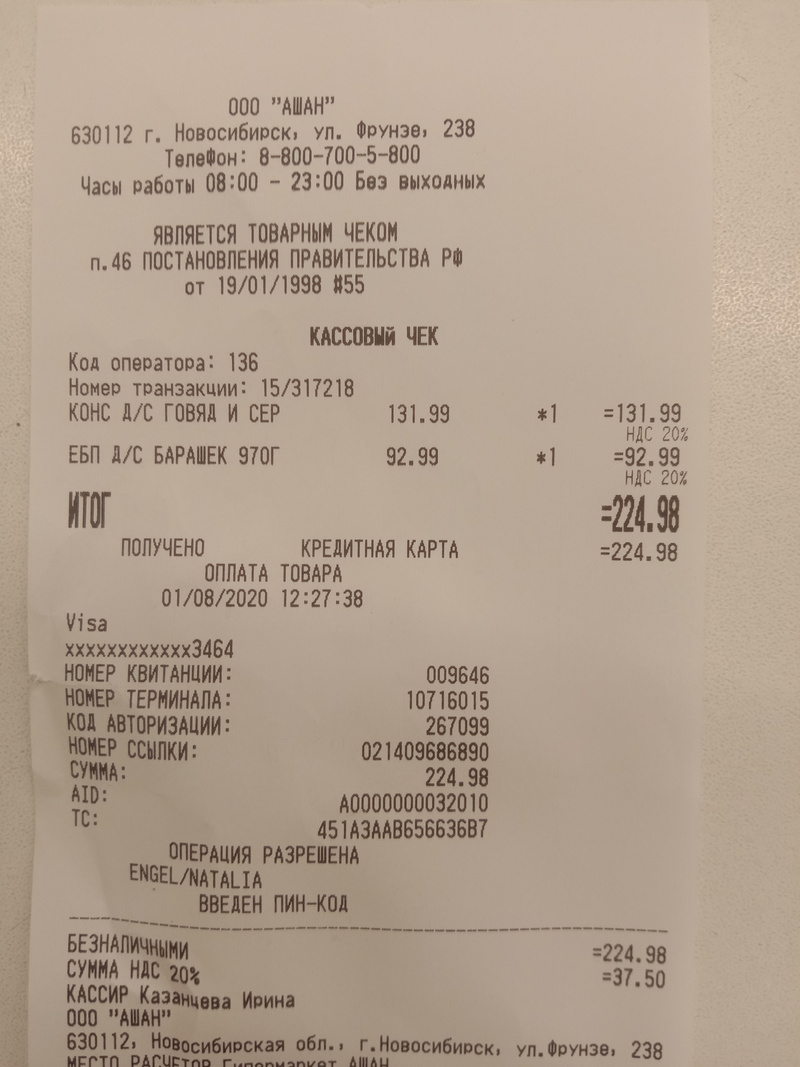 ООО "АШАН"
630112 г. Новосибирск, ул. Фрунзе, 238
Телефон: 8-800-700-5-800
Часы работы 08:00 - 23:00 Без выходных
ЯВЛЯЕТСЯ ТОВАРНЫМ ЧЕКОМ
п.46 ПОСТАНОВЛЕНИЯ ПРАВИТЕЛЬСТВА РФ
от 19/01/1998 #55
КАССОВЫЙ ЧЕК
Код оператора: 136
Номер транзакции: 15/317218
КОНС Д/С ГОВЯД И СЕР 131.99 *1 =131.99
НДС 20%
ЕБП Д/С БАРАШЕК 970Г 92.99 *1 =92.99
НДС 20%
ИТОГ =224.98
ПОЛУЧЕНО КРЕДИТНАЯ КАРТА =224.98
ОПЛАТА ТОВАРА
01/08/2020 12:27:38
Visa
xxxxxxxxxxxx3464
НОМЕР КВИТАНЦИИ: 009646
НОМЕР ТЕРМИНАЛА: 10716015
КОД АВТОРИЗАЦИИ: 267099
НОМЕР ССЫЛКИ: 021409686890
СУММА: 224.98
AID: A0000000032010
TC: 451A3AAB656636B7
ОПЕРАЦИЯ РАЗРЕШЕНА
ENGEL/NATALIA
ВВЕДЕН ПИН-КОД
БЕЗНАЛИЧНЫМИ =224.98
СУММА НДС 20% =37.50
КАССИР Казанцева Ирина
ООО "АШАН"
630112, Новосибирская обл., г.Новосибирск, ул.Фрунзе, 238
МЕСТО РАСЧЕТОВ Гипермаркет АШАН